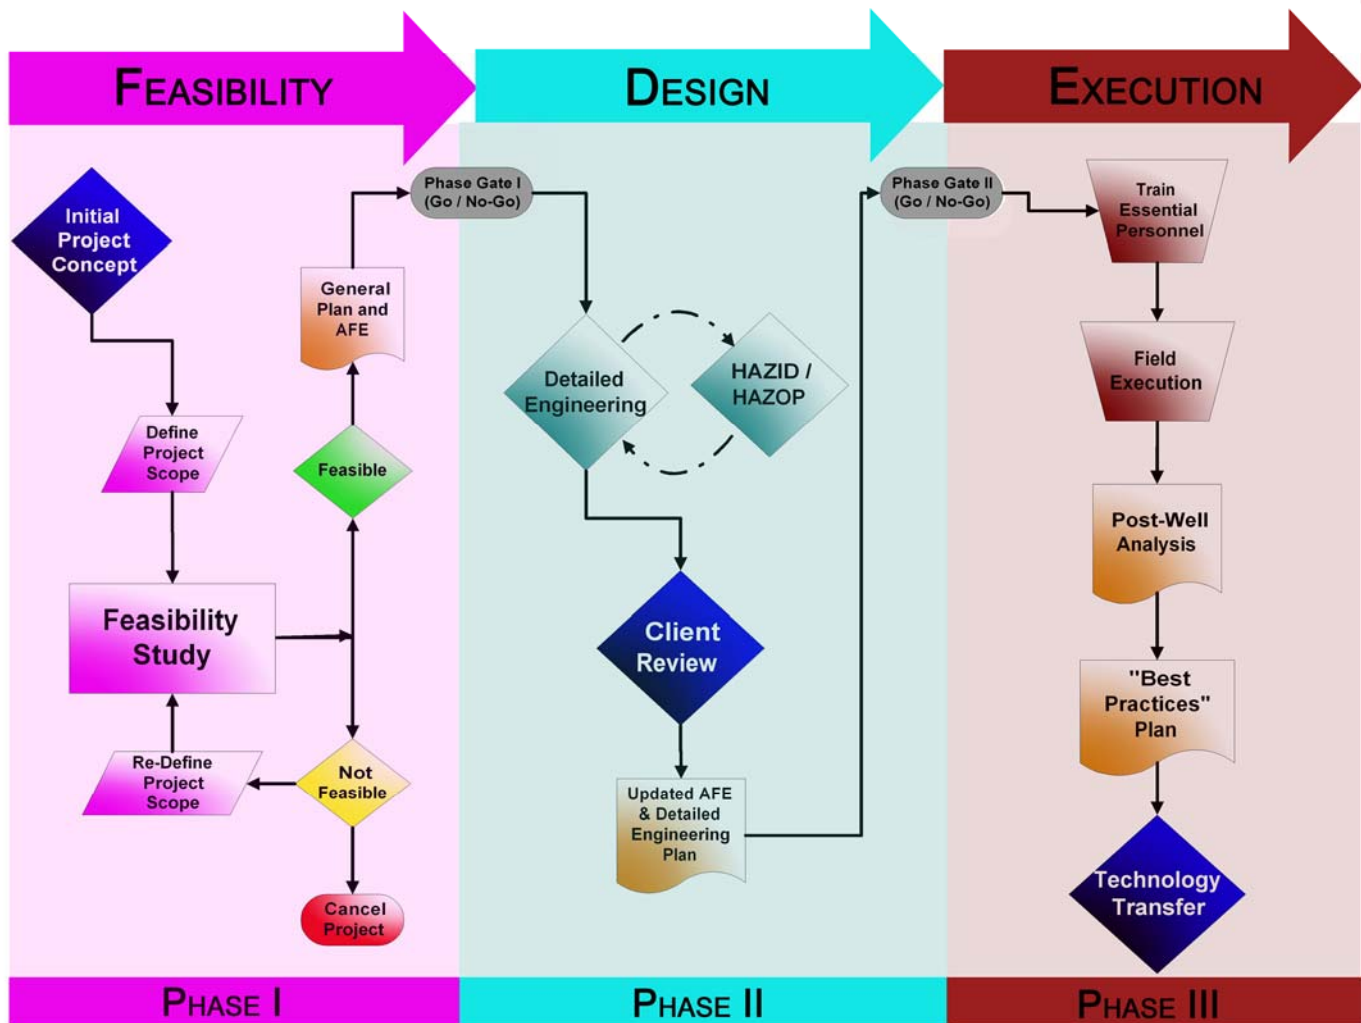 FEASIBILITY
DESIGN
EXECUTION
Initial
Project
Concept
Define
Project
Scope
Feasibility
Study
Re-Define
Project
Scope
General
Plan and
AFE
Feasible
Not
Feasible
Cancel
Project
Phase Gate I
(Go / No-Go)
Detailed
Engineering
HAZID /
HAZOP
Client
Review
Updated AFE
& Detailed
Engineering
Plan
Phase Gate II
(Go / No-Go)
Train
Essential
Personnel
Field
Execution
Post-Well
Analysis
"Best
Practices"
Plan
Technology
Transfer
PHASE I
PHASE II
PHASE III